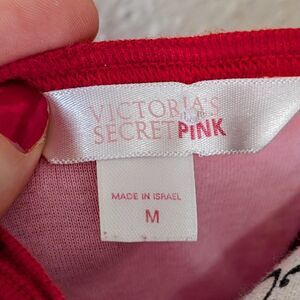 VICTORIA'S
SECRET PINK
MADE IN ISRAEL
M